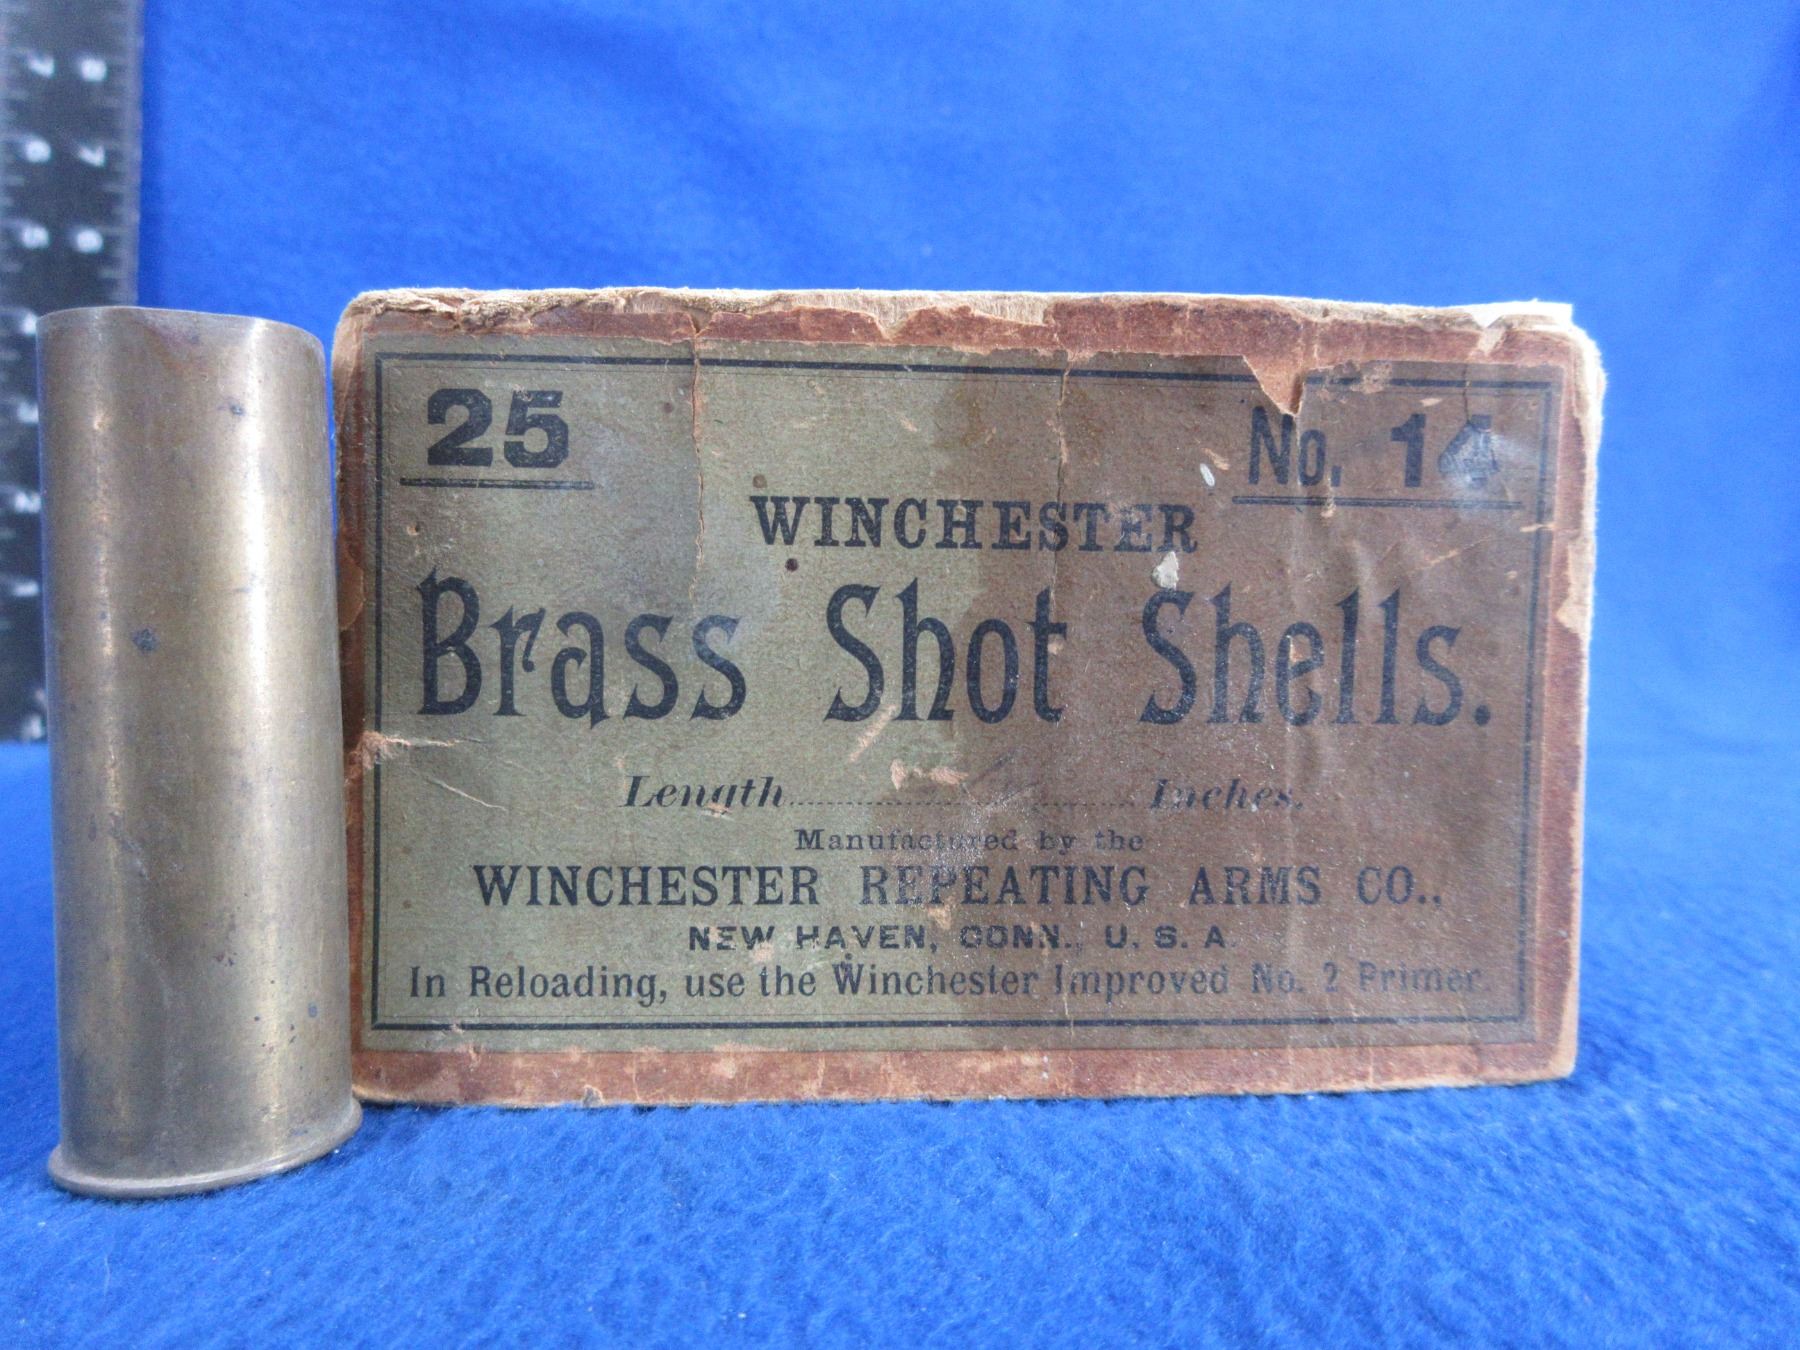 25
No. 14
WINCHESTER
Brass Shot Shells.
Length.................................... Inches.
Manufactured by the
WINCHESTER REPEATING ARMS CO.,
NEW HAVEN, CONN., U. S. A.
In Reloading, use the Winchester Improved No. 2 Primer.